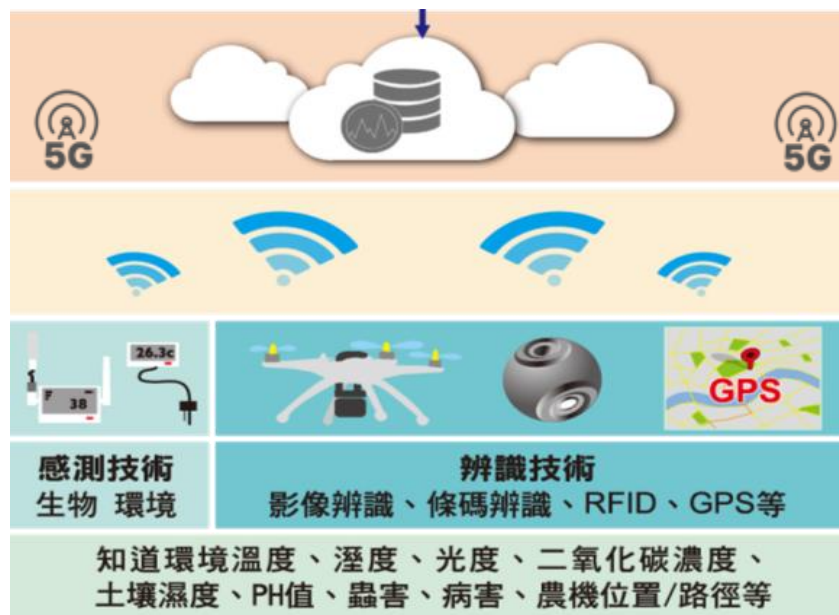 5G
5G
26.3c
38
GPS
感測技術
生物 環境
辨識技術
影像辨識、條碼辨識、RFID、GPS等
知道環境溫度、溼度、光度、二氧化碳濃度、
土壤濕度、PH值、蟲害、病害、農機位置/路徑等